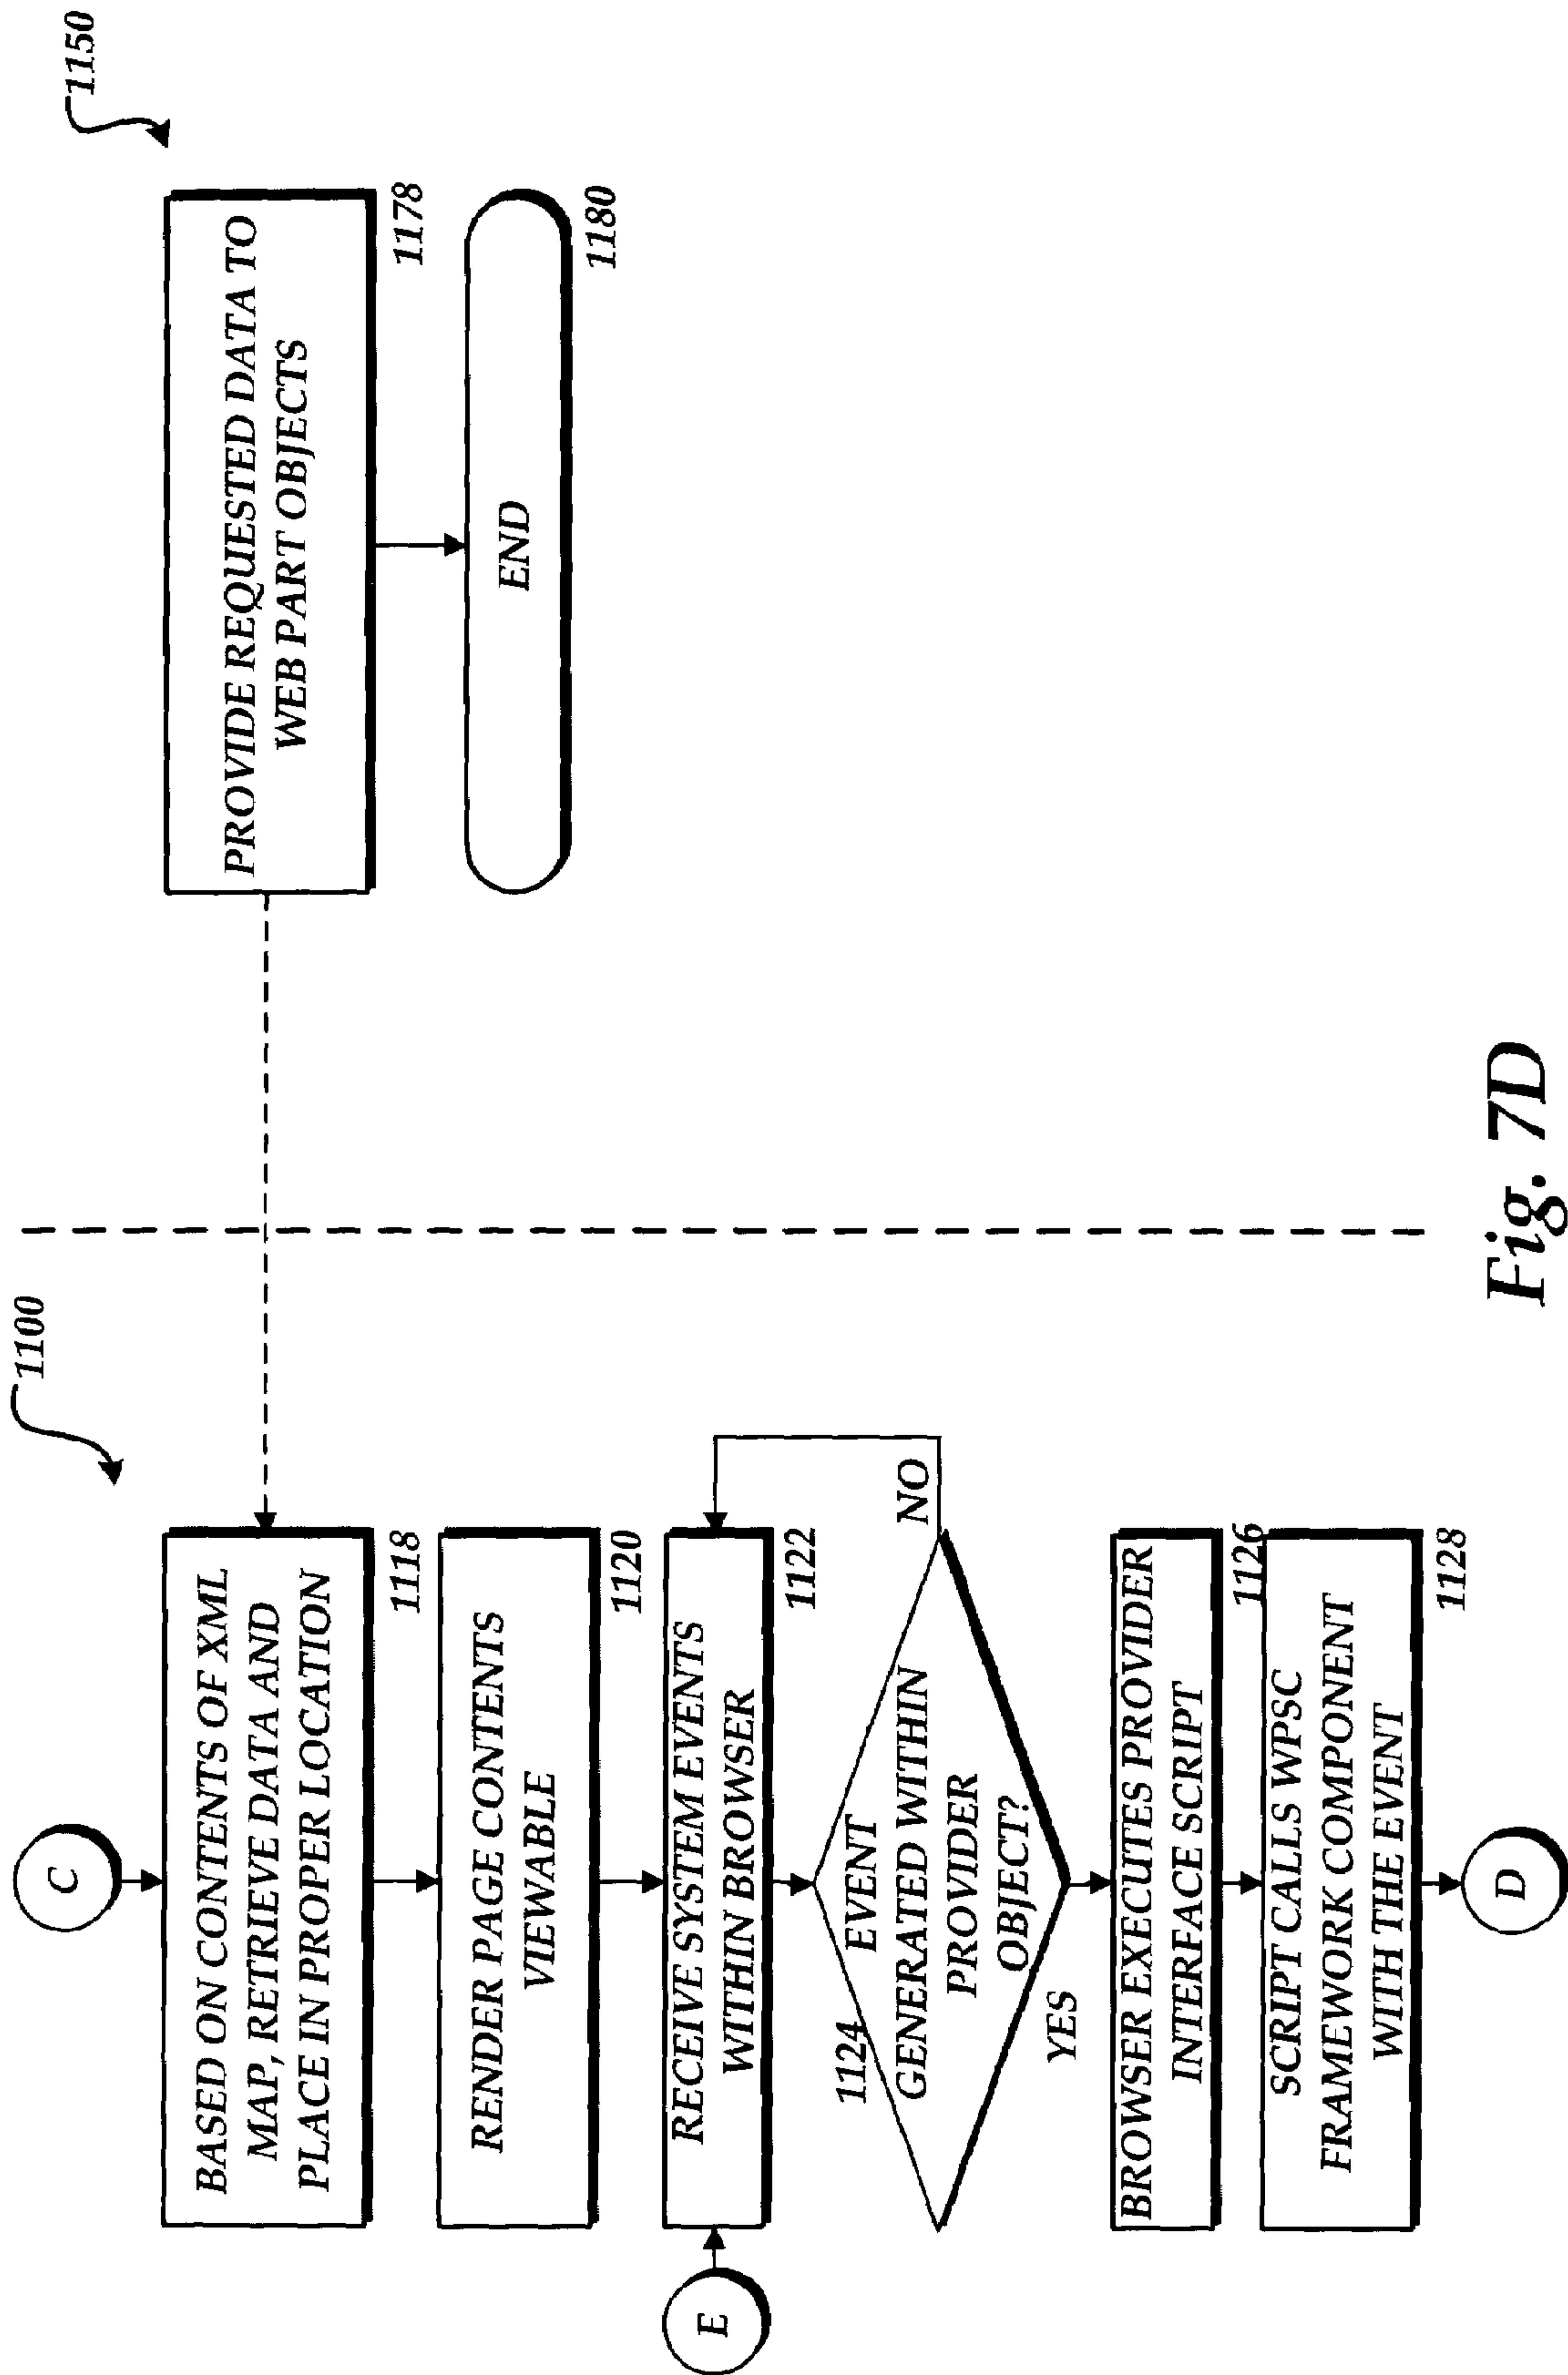 1100
C
BASED ON CONTENTS OF XML
MAP, RETRIEVE DATA AND
PLACE IN PROPER LOCATION
1118
RENDER PAGE CONTENTS
VIEWABLE
1120
E
RECEIVE SYSTEM EVENTS
WITHIN BROWSER
1122
1124
EVENT
GENERATED WITHIN
PROVIDER
OBJECT?
NO
YES
BROWSER EXECUTES PROVIDER
INTERFACE SCRIPT
1126
SCRIPT CALLS WPSC
FRAMEWORK COMPONENT
WITH THE EVENT
1128
D
1150
PROVIDE REQUESTED DATA TO
WEB PART OBJECTS
1178
END
1180
Fig. 7D